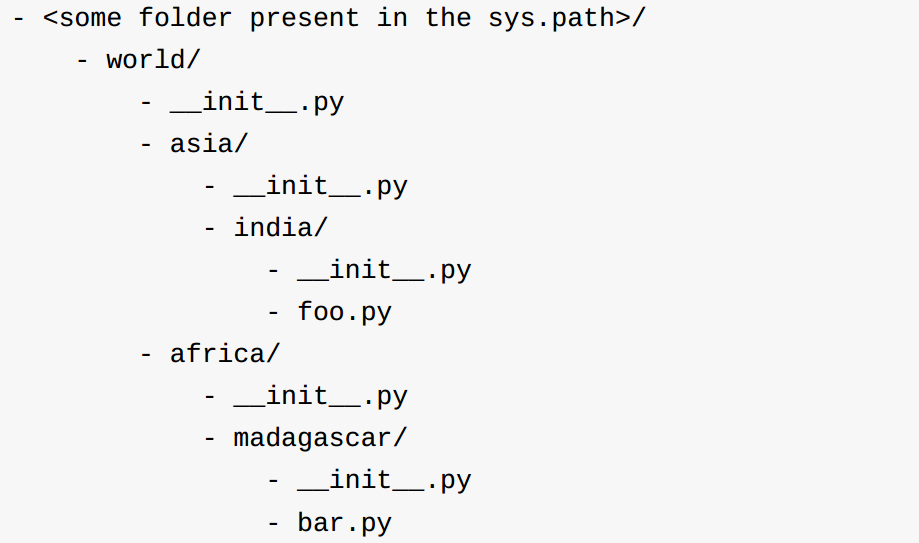 - <some folder present in the sys.path>/
    - world/
        - __init__.py
        - asia/
            - __init__.py
            - india/
                - __init__.py
                - foo.py
        - africa/
            - __init__.py
            - madagascar/
                - __init__.py
                - bar.py